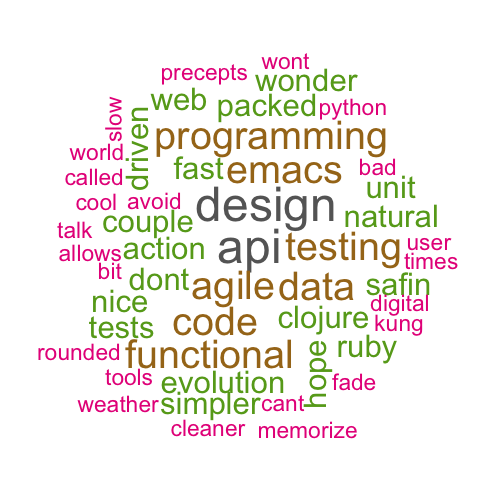 wont
precepts
wonder
web
packed
python
slow
driven
programming
world
fast
emacs
bad
called
unit
cool
avoid
design
natural
talk
couple
api
testing
user
allows
action
times
bit
dont
agile
data
safin
nice
digital
tests
code
clojure
kung
rounded
functional
hope
ruby
tools
evolution
fade
weather
simpler
cant
cleaner
memorize